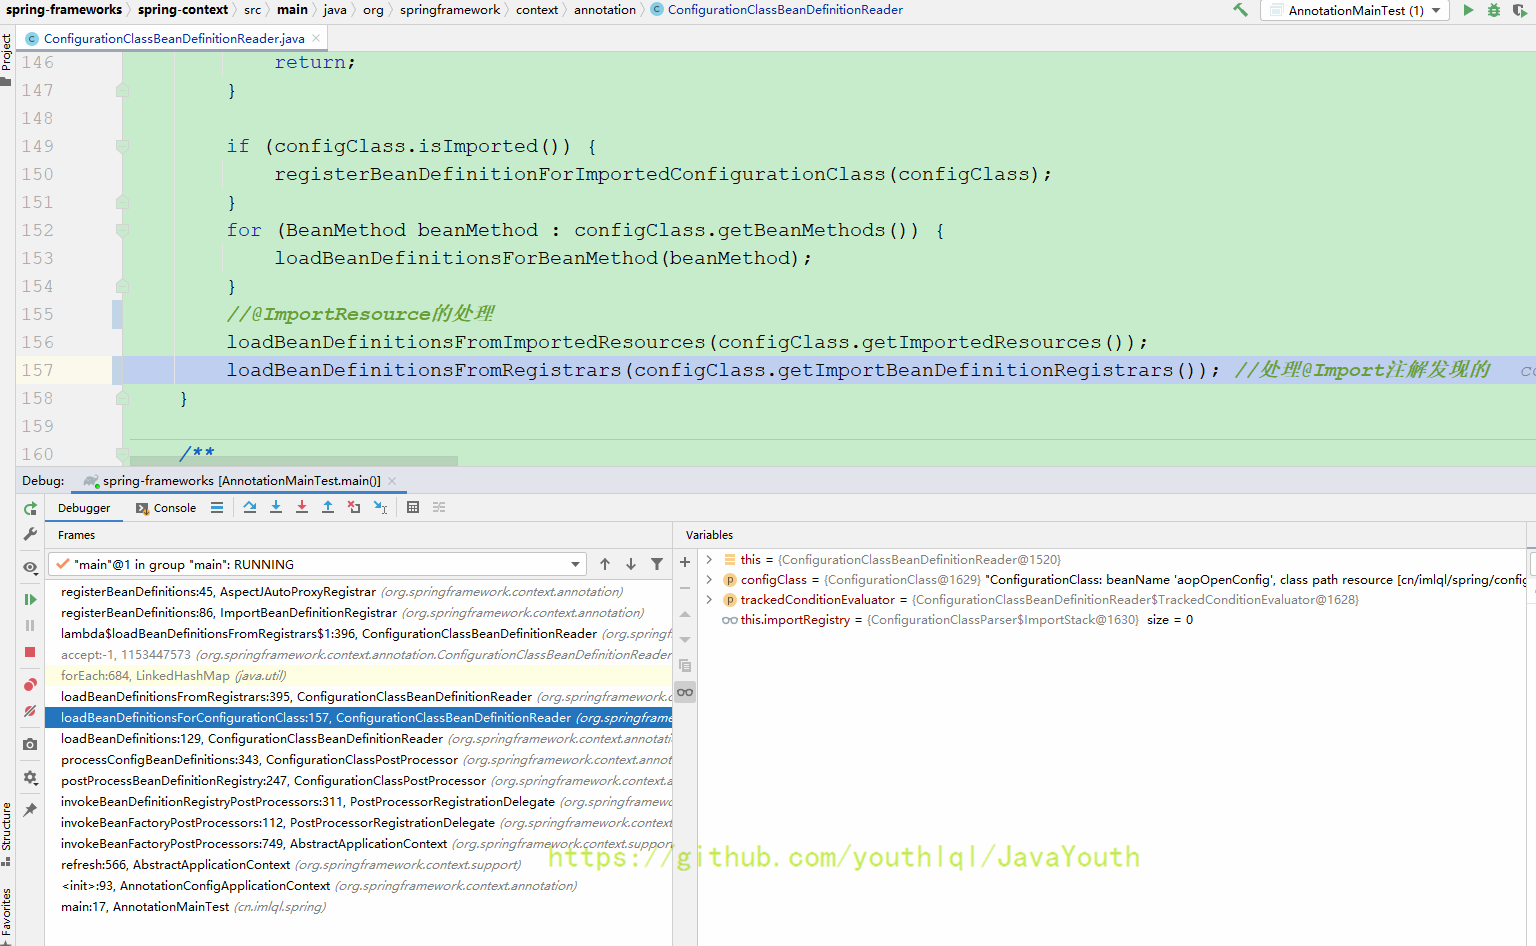 spring-frameworks spring-context src main java org springframework context annotation ConfigurationClassBeanDefinitionReader AnnotationMainTest (1)
Project
ConfigurationClassBeanDefinitionReader.java
146 return;
147 }
148
149 if (configClass.isImported()) {
150 registerBeanDefinitionForImportedConfigurationClass(configClass);
151 }
152 for (BeanMethod beanMethod : configClass.getBeanMethods()) {
153 loadBeanDefinitionsForBeanMethod(beanMethod);
154 }
155 //@ImportResource的处理
156 loadBeanDefinitionsFromImportedResources(configClass.getImportedResources());
157 loadBeanDefinitionsFromRegistrars(configClass.getImportBeanDefinitionRegistrars()); //处理@Import注解发现的 co
158 }
159
160 /**
Debug: spring-frameworks [AnnotationMainTest.main()]
Debugger Console
Frames
Variables
"main"@1 in group "main": RUNNING
registerBeanDefinitions:45, AspectJAutoProxyRegistrar (org.springframework.context.annotation)
registerBeanDefinitions:86, ImportBeanDefinitionRegistrar (org.springframework.context.annotation)
lambda$loadBeanDefinitionsFromRegistrars$1:396, ConfigurationClassBeanDefinitionReader (org.springf
accept:-1, 1153447573 (org.springframework.context.annotation.ConfigurationClassBeanDefinitionReader
forEach:684, LinkedHashMap (java.util)
loadBeanDefinitionsFromRegistrars:395, ConfigurationClassBeanDefinitionReader (org.springframework.c
loadBeanDefinitionsForConfigurationClass:157, ConfigurationClassBeanDefinitionReader (org.springframe
loadBeanDefinitions:129, ConfigurationClassBeanDefinitionReader (org.springframework.context.annotati
processConfigBeanDefinitions:343, ConfigurationClassPostProcessor (org.springframework.context.annot
postProcessBeanDefinitionRegistry:247, ConfigurationClassPostProcessor (org.springframework.context.a
invokeBeanDefinitionRegistryPostProcessors:311, PostProcessorRegistrationDelegate (org.springframewo
invokeBeanFactoryPostProcessors:112, PostProcessorRegistrationDelegate (org.springframework.context
invokeBeanFactoryPostProcessors:749, AbstractApplicationContext (org.springframework.context.support
refresh:566, AbstractApplicationContext (org.springframework.context.support)
<init>:93, AnnotationConfigApplicationContext (org.springframework.context.annotation)
main:17, AnnotationMainTest (cn.imlql.spring)
this = {ConfigurationClassBeanDefinitionReader@1520}
configClass = {ConfigurationClass@1629} "ConfigurationClass: beanName 'aopOpenConfig', class path resource [cn/imlql/spring/config
trackedConditionEvaluator = {ConfigurationClassBeanDefinitionReader$TrackedConditionEvaluator@1628}
this.importRegistry = {ConfigurationClassParser$ImportStack@1630} size = 0
Structure
Favorites
https://github.com/youthlql/JavaYouth